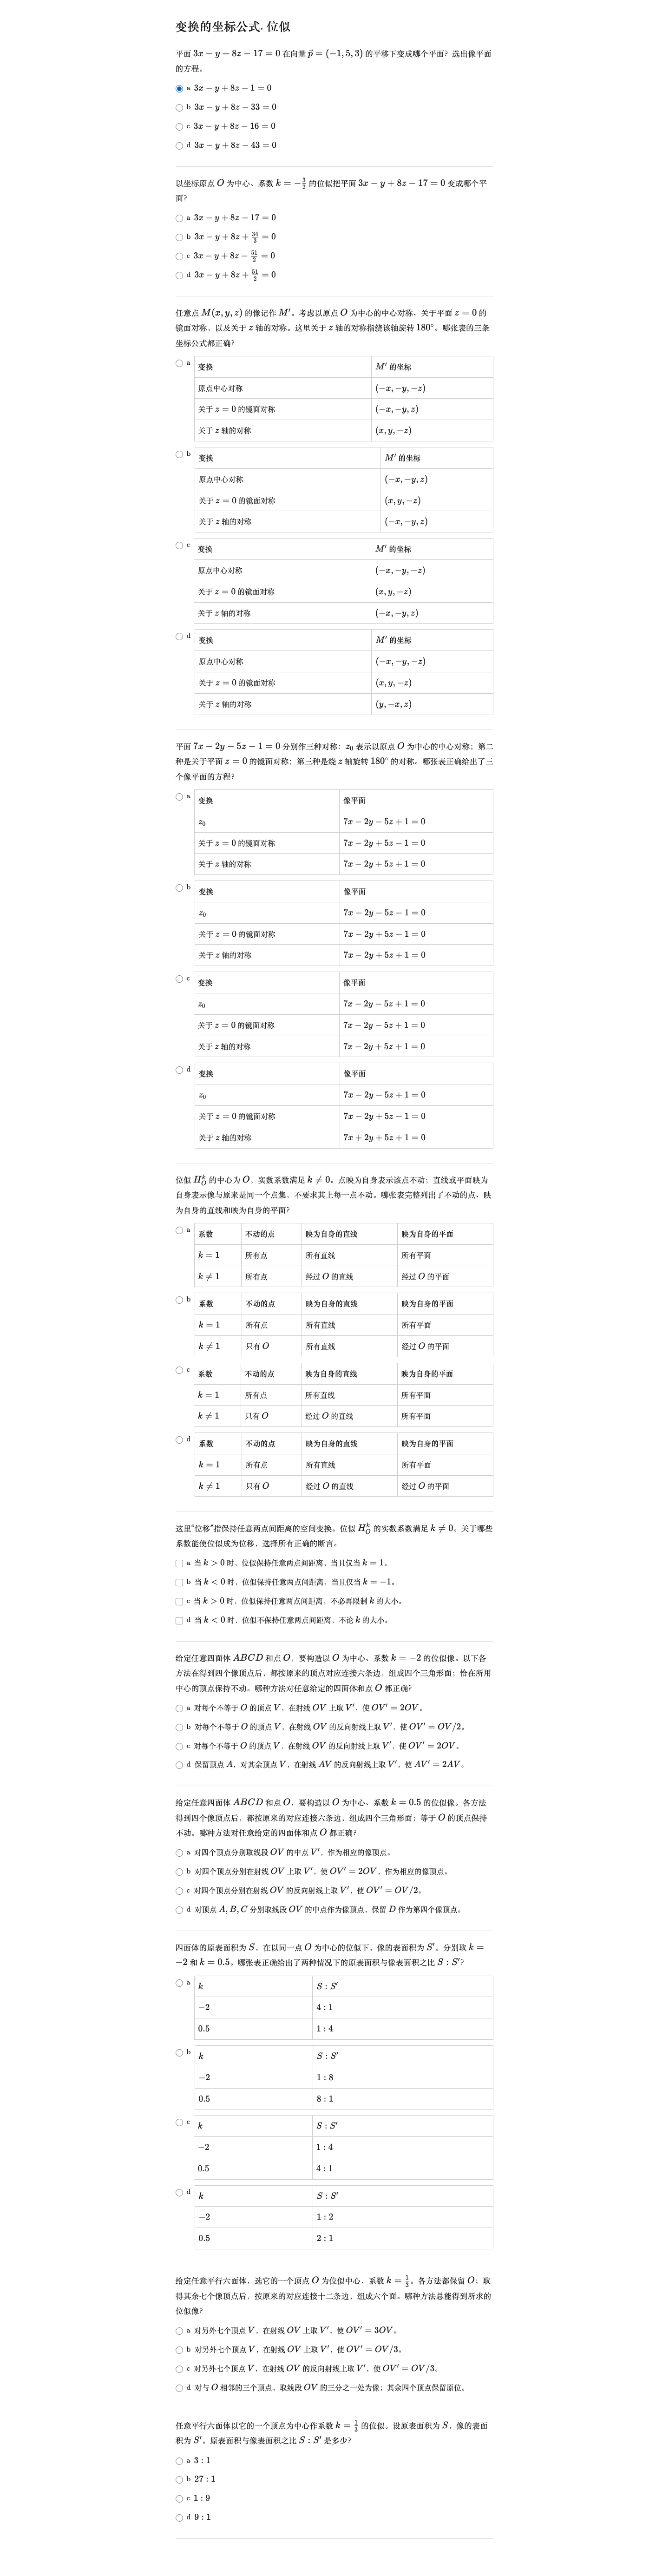 变换的坐标公式. 位似
平面 3x − y + 8z − 17 = 0 在向量 p⃗ = (−1, 5, 3) 的平移下变成哪个平面？选出像平面
的方程。
a 3x − y + 8z − 1 = 0
b 3x − y + 8z − 33 = 0
c 3x − y + 8z − 16 = 0
d 3x − y + 8z − 43 = 0
以坐标原点 O 为中心、系数 k = −3/2 的位似把平面 3x − y + 8z − 17 = 0 变成哪个平
面?
a 3x − y + 8z − 17 = 0
b 3x − y + 8z + 34/3 = 0
c 3x − y + 8z − 51/2 = 0
d 3x − y + 8z + 51/2 = 0
任意点 M(x, y, z) 的像记作 M′。考虑以原点 O 为中心的中心对称、关于平面 z = 0 的
镜面对称，以及关于 z 轴的对称。这里关于 z 轴的对称指绕该轴旋转 180°。哪张表的三条
坐标公式都正确?
a 变换 M′ 的坐标
原点中心对称 (−x, −y, −z)
关于 z = 0 的镜面对称 (−x, −y, z)
关于 z 轴的对称 (x, y, −z)
b 变换 M′ 的坐标
原点中心对称 (−x, −y, z)
关于 z = 0 的镜面对称 (x, y, −z)
关于 z 轴的对称 (−x, −y, z)
c 变换 M′ 的坐标
原点中心对称 (−x, −y, −z)
关于 z = 0 的镜面对称 (x, y, −z)
关于 z 轴的对称 (−x, −y, z)
d 变换 M′ 的坐标
原点中心对称 (−x, −y, −z)
关于 z = 0 的镜面对称 (x, y, −z)
关于 z 轴的对称 (y, −x, z)
平面 7x − 2y − 5z − 1 = 0 分别作三种对称：z₀ 表示以原点 O 为中心的中心对称；第二
种是关于平面 z = 0 的镜面对称；第三种是绕 z 轴旋转 180° 的对称。哪张表正确给出了三
个像平面的方程?
a 变换 像平面
z₀ 7x − 2y − 5z + 1 = 0
关于 z = 0 的镜面对称 7x − 2y + 5z − 1 = 0
关于 z 轴的对称 7x − 2y + 5z + 1 = 0
b 变换 像平面
z₀ 7x − 2y − 5z − 1 = 0
关于 z = 0 的镜面对称 7x − 2y + 5z − 1 = 0
关于 z 轴的对称 7x − 2y + 5z + 1 = 0
c 变换 像平面
z₀ 7x − 2y − 5z + 1 = 0
关于 z = 0 的镜面对称 7x − 2y − 5z + 1 = 0
关于 z 轴的对称 7x − 2y + 5z + 1 = 0
d 变换 像平面
z₀ 7x − 2y − 5z + 1 = 0
关于 z = 0 的镜面对称 7x − 2y + 5z − 1 = 0
关于 z 轴的对称 7x + 2y + 5z + 1 = 0
位似 H_O^k 的中心为 O，实数系数满足 k ≠ 0。点映为自身表示该点不动；直线或平面映为
自身表示像与原来是同一个点集，不要求其上每一点不动。哪张表完整列出了不动的点、映
为自身的直线和映为自身的平面?
a 系数 不动的点 映为自身的直线 映为自身的平面
k = 1 所有点 所有直线 所有平面
k ≠ 1 所有点 经过 O 的直线 经过 O 的平面
b 系数 不动的点 映为自身的直线 映为自身的平面
k = 1 所有点 所有直线 所有平面
k ≠ 1 只有 O 所有直线 经过 O 的平面
c 系数 不动的点 映为自身的直线 映为自身的平面
k = 1 所有点 所有直线 所有平面
k ≠ 1 只有 O 经过 O 的直线 所有平面
d 系数 不动的点 映为自身的直线 映为自身的平面
k = 1 所有点 所有直线 所有平面
k ≠ 1 只有 O 经过 O 的直线 经过 O 的平面
这里"位移"指保持任意两点间距离的空间变换。位似 H_O^k 的实数系数满足 k ≠ 0。关于哪些
系数能使位似成为位移，选择所有正确的断言。
a 当 k > 0 时，位似保持任意两点间距离，当且仅当 k = 1。
b 当 k < 0 时，位似保持任意两点间距离，当且仅当 k = −1。
c 当 k > 0 时，位似保持任意两点间距离，不必再限制 k 的大小。
d 当 k < 0 时，位似不保持任意两点间距离，不论 k 的大小。
给定任意四面体 ABCD 和点 O，要构造以 O 为中心、系数 k = −2 的位似像。以下各
方法在得到四个像顶点后，都按原来的顶点对应连接六条边，组成四个三角形面；恰在所用
中心的顶点保持不动。哪种方法对任意给定的四面体和点 O 都正确?
a 对每个不等于 O 的顶点 V，在射线 OV 上取 V′，使 OV′ = 2OV。
b 对每个不等于 O 的顶点 V，在射线 OV 的反向射线上取 V′，使 OV′ = OV/2。
c 对每个不等于 O 的顶点 V，在射线 OV 的反向射线上取 V′，使 OV′ = 2OV。
d 保留顶点 A，对其余顶点 V，在射线 AV 的反向射线上取 V′，使 AV′ = 2AV。
给定任意四面体 ABCD 和点 O，要构造以 O 为中心、系数 k = 0.5 的位似像。各方法
得到四个像顶点后，都按原来的对应连接六条边，组成四个三角形面；等于 O 的顶点保持
不动。哪种方法对任意给定的四面体和点 O 都正确?
a 对四个顶点分别取线段 OV 的中点 V′，作为相应的像顶点。
b 对四个顶点分别在射线 OV 上取 V′，使 OV′ = 2OV，作为相应的像顶点。
c 对四个顶点分别在射线 OV 的反向射线上取 V′，使 OV′ = OV/2。
d 对顶点 A, B, C 分别取线段 OV 的中点作为像顶点，保留 D 作为第四个像顶点。
四面体的原表面积为 S，在以同一点 O 为中心的位似下，像的表面积为 S′。分别取 k =
−2 和 k = 0.5。哪张表正确给出了两种情况下的原表面积与像表面积之比 S : S′?
a k S : S′
−2 4 : 1
0.5 1 : 4
b k S : S′
−2 1 : 8
0.5 8 : 1
c k S : S′
−2 1 : 4
0.5 4 : 1
d k S : S′
−2 1 : 2
0.5 2 : 1
给定任意平行六面体，选它的一个顶点 O 为位似中心，系数 k = 1/3。各方法都保留 O；取
得其余七个像顶点后，按原来的对应连接十二条边，组成六个面。哪种方法总能得到所求的
位似像?
a 对另外七个顶点 V，在射线 OV 上取 V′，使 OV′ = 3OV。
b 对另外七个顶点 V，在射线 OV 上取 V′，使 OV′ = OV/3。
c 对另外七个顶点 V，在射线 OV 的反向射线上取 V′，使 OV′ = OV/3。
d 对与 O 相邻的三个顶点，取线段 OV 的三分之一处为像；其余四个顶点保留原位。
任意平行六面体以它的一个顶点为中心作系数 k = 1/3 的位似。设原表面积为 S，像的表面
积为 S′。原表面积与像表面积之比 S : S′ 是多少?
a 3 : 1
b 27 : 1
c 1 : 9
d 9 : 1